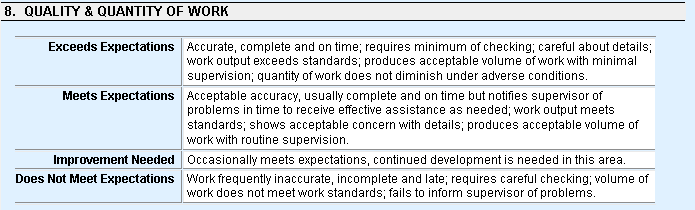 8. QUALITY & QUANTITY OF WORK
Exceeds Expectations Accurate, complete and on time; requires minimum of checking; careful about details;
work output exceeds standards; produces acceptable volume of work with minimal
supervision; quantity of work does not diminish under adverse conditions.
Meets Expectations Acceptable accuracy, usually complete and on time but notifies supervisor of
problems in time to receive effective assistance as needed; work output meets
standards; shows acceptable concern with details; produces acceptable volume of
work with routine supervision.
Improvement Needed Occasionally meets expectations, continued development is needed in this area.
Does Not Meet Expectations Work frequently inaccurate, incomplete and late; requires careful checking; volume of
work does not meet work standards; fails to inform supervisor of problems.